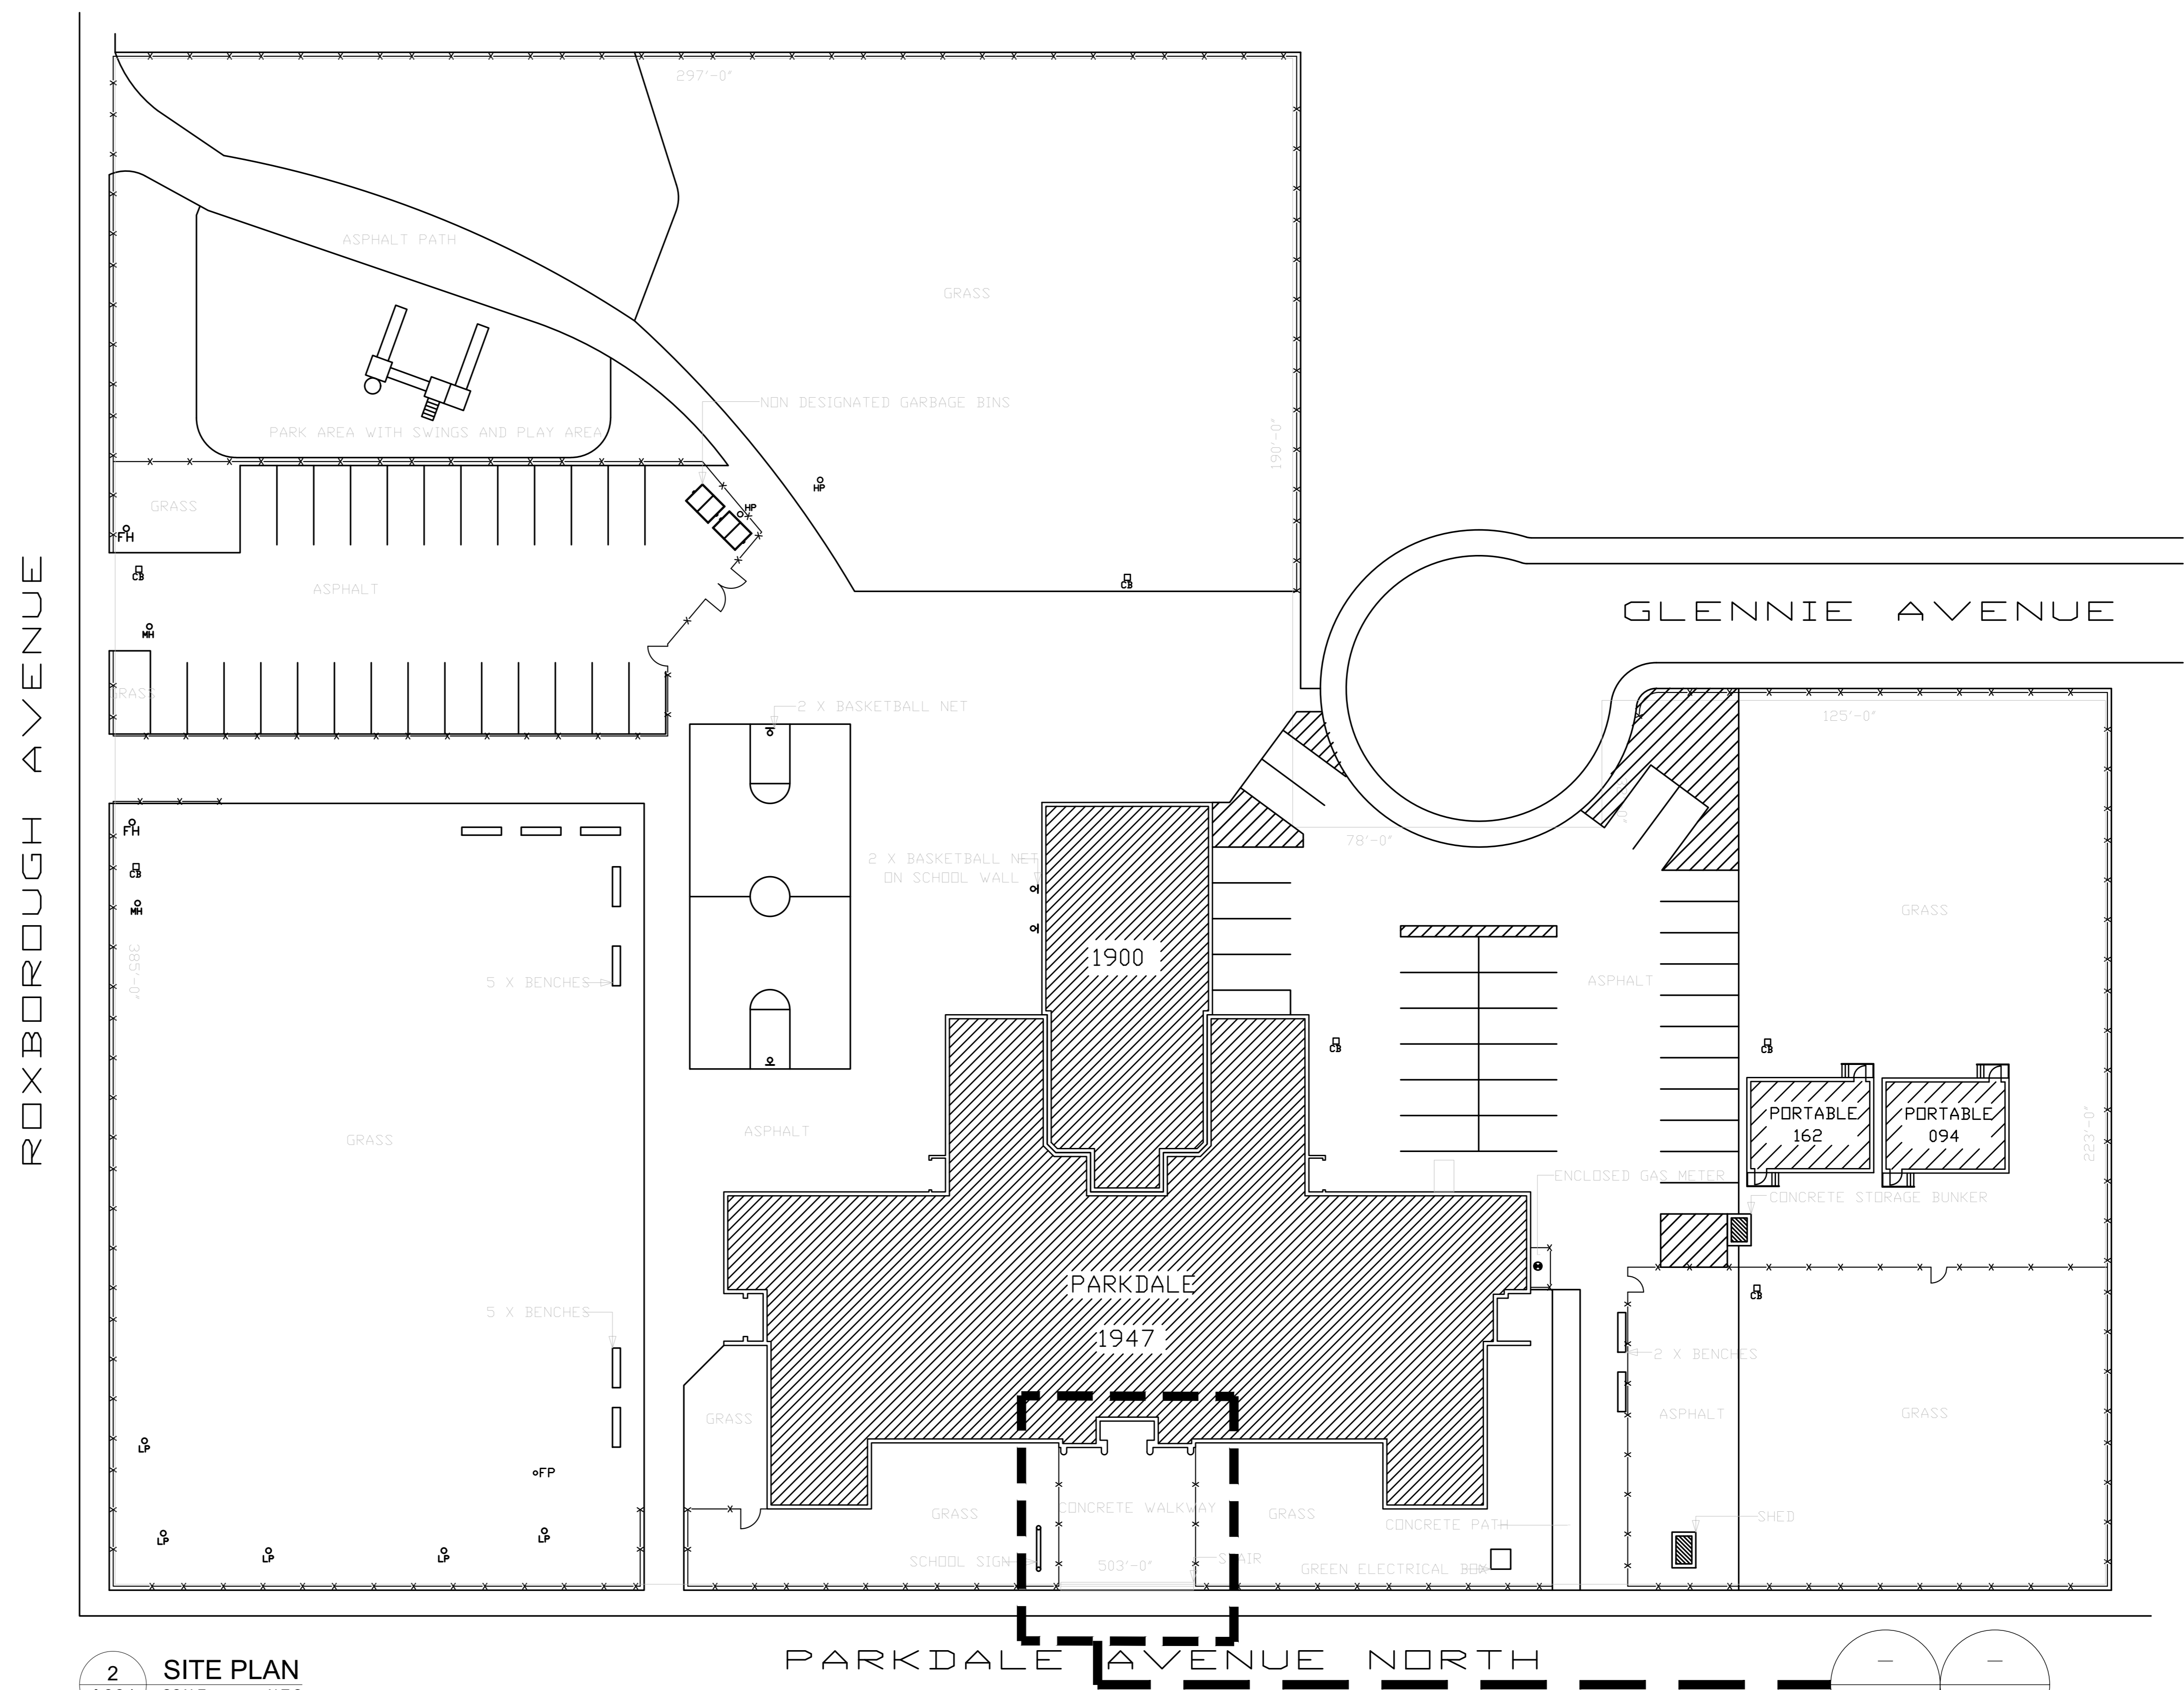 297'-0"
ASPHALT PATH
GRASS
NON DESIGNATED GARBAGE BINS
PARK AREA WITH SWINGS AND PLAY AREA
190'-0"
HP
HP
GRASS
FH
CB
CB
ASPHALT
MH
GLENNIE AVENUE
ROXBOROUGH AVENUE
GRASS
2 X BASKETBALL NET
125'-0"
FH
CB
MH
78'-0"
2 X BASKETBALL NET
ON SCHOOL WALL
GRASS
1900
385'-0"
5 X BENCHES
ASPHALT
CB
CB
PORTABLE
162
PORTABLE
094
223'-0"
GRASS
ASPHALT
ENCLOSED GAS METER
CONCRETE STORAGE BUNKER
PARKDALE
1947
CB
5 X BENCHES
2 X BENCHES
GRASS
ASPHALT
GRASS
LP
FP
GRASS
CONCRETE WALKWAY
GRASS
CONCRETE PATH
SHED
LP
LP
LP
LP
SCHOOL SIGN
503'-0"
STAIR
GREEN ELECTRICAL BOX
PARKDALE AVENUE NORTH
2
SITE PLAN